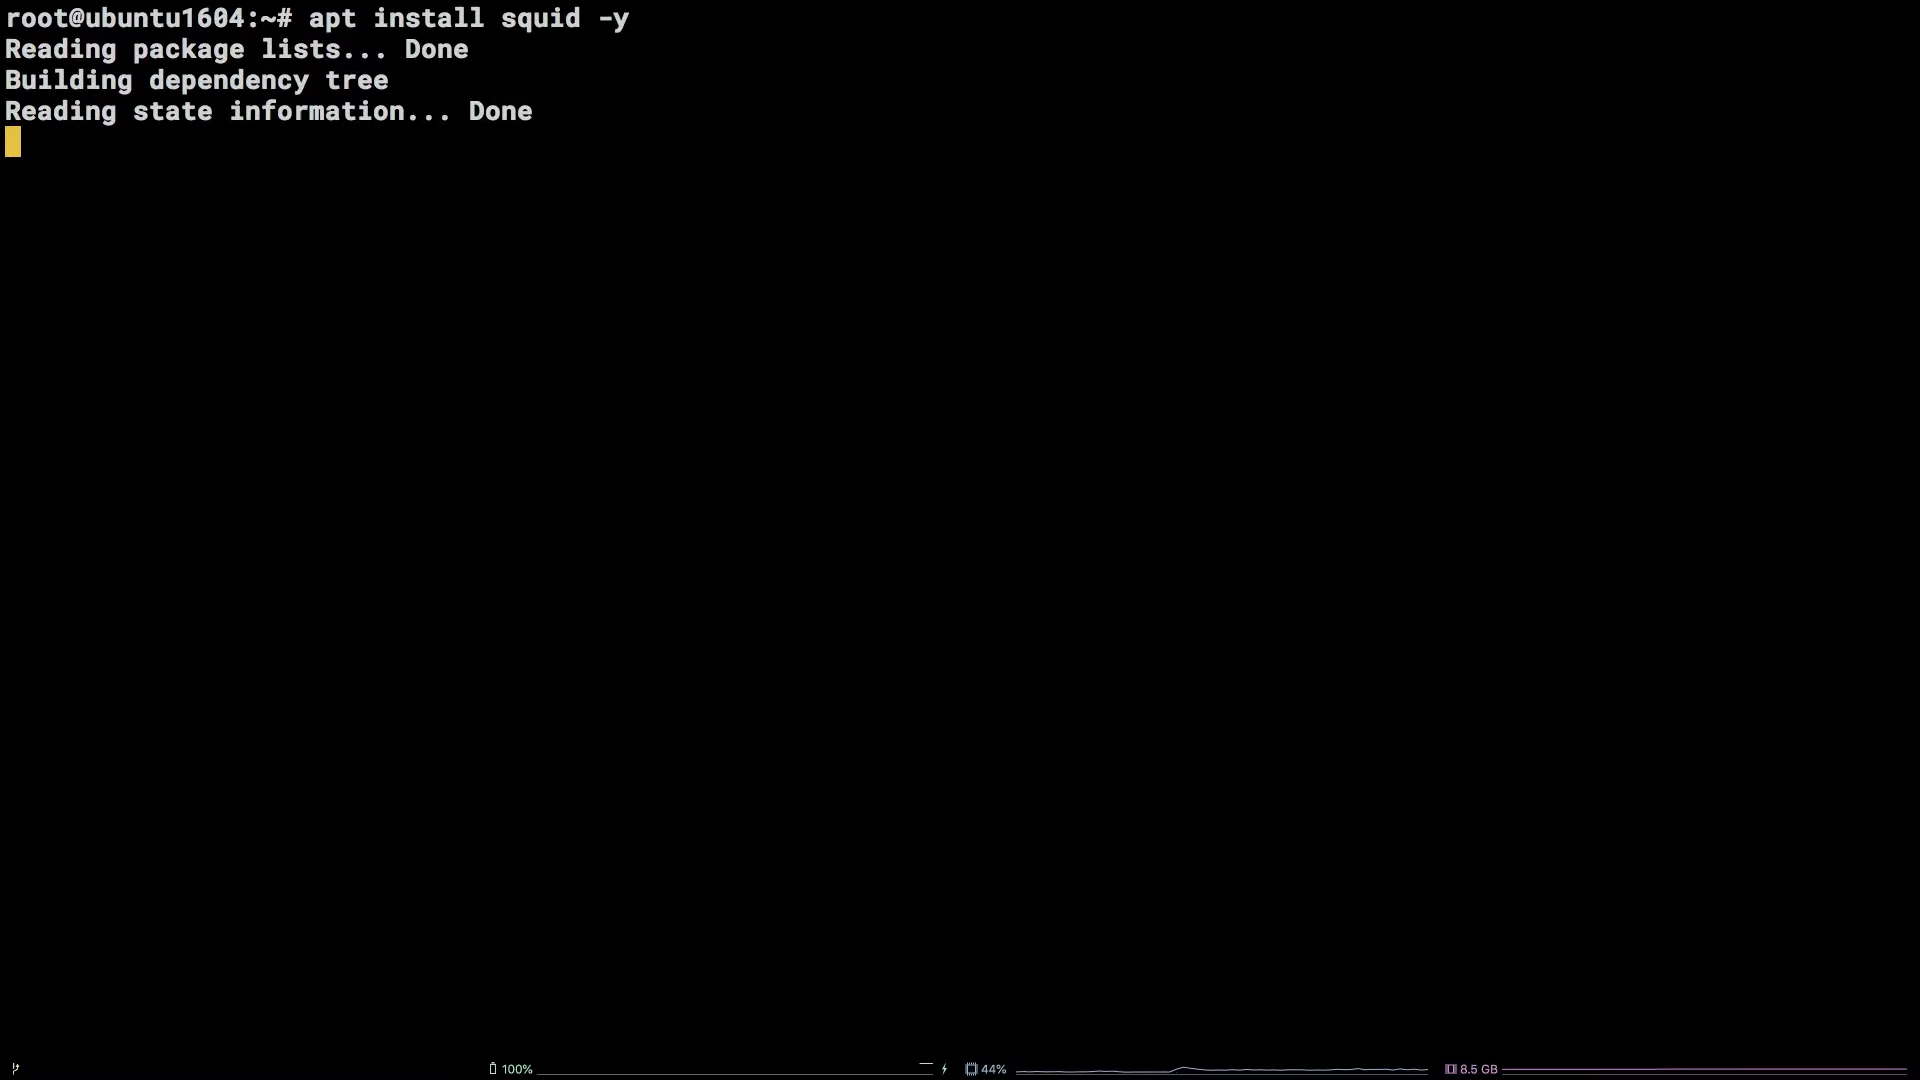 root@ubuntu1604:~# apt install squid -y
Reading package lists... Done
Building dependency tree
Reading state information... Done
100%
44%
8.5 GB